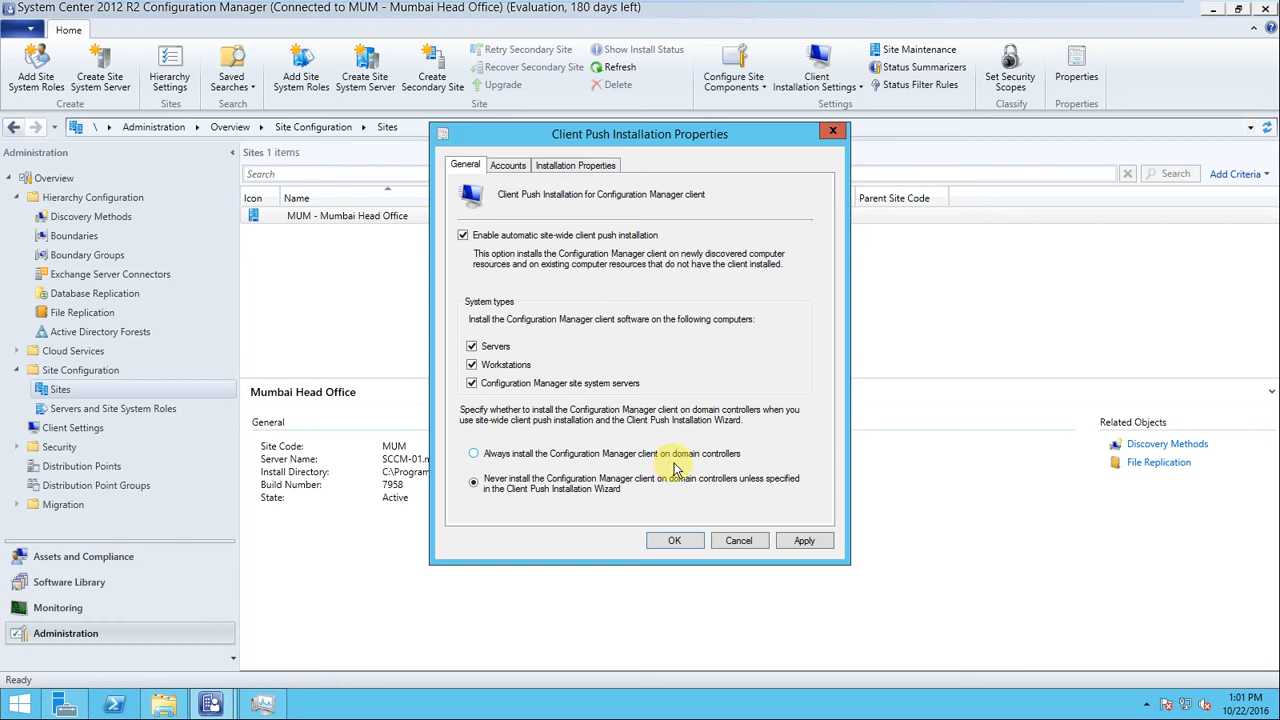 System Center 2012 R2 Configuration Manager (Connected to MUM - Mumbai Head Office) (Evaluation, 180 days left)
Home
Add Site System Roles
Create Site System Server
Create
Hierarchy Settings
Sites
Saved Searches
Search
Add Site System Roles
Create Site System Server
Create Secondary Site
Retry Secondary Site
Recover Secondary Site
Upgrade
Show Install Status
Refresh
Delete
Site
Configure Site Components
Client Installation Settings
Site Maintenance
Status Summarizers
Status Filter Rules
Settings
Set Security Scopes
Classify
Properties
Properties
\ Administration Overview Site Configuration Sites
Administration
Overview
Hierarchy Configuration
Discovery Methods
Boundaries
Boundary Groups
Exchange Server Connectors
Database Replication
File Replication
Active Directory Forests
Cloud Services
Site Configuration
Sites
Servers and Site System Roles
Client Settings
Security
Distribution Points
Distribution Point Groups
Migration
Assets and Compliance
Software Library
Monitoring
Administration
Sites 1 items
Search
Search
Add Criteria
Icon Name Parent Site Code
MUM - Mumbai Head Office
Client Push Installation Properties
General Accounts Installation Properties
Client Push Installation for Configuration Manager client
Enable automatic site-wide client push installation
This option installs the Configuration Manager client on newly discovered computer
resources and on existing computer resources that do not have the client installed.
System types
Install the Configuration Manager client software on the following computers:
Servers
Workstations
Configuration Manager site system servers
Specify whether to install the Configuration Manager client on domain controllers when you
use site-wide client push installation and the Client Push Installation Wizard.
Always install the Configuration Manager client on domain controllers
Never install the Configuration Manager client on domain controllers unless specified
in the Client Push Installation Wizard
OK Cancel Apply
Mumbai Head Office
General
Site Code: MUM
Server Name: SCCM-01.n
Install Directory: C:\Program
Build Number: 7958
State: Active
Related Objects
Discovery Methods
File Replication
Ready
1:01 PM
10/22/2016